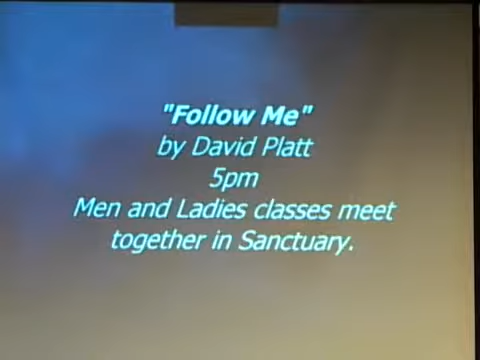 "Follow Me"
by David Platt
5pm
Men and Ladies classes meet
together in Sanctuary.